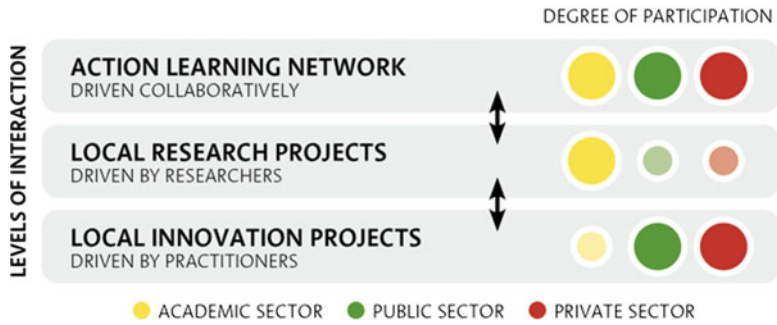 DEGREE OF PARTICIPATION
LEVELS OF INTERACTION
ACTION LEARNING NETWORK
DRIVEN COLLABORATIVELY
LOCAL RESEARCH PROJECTS
DRIVEN BY RESEARCHERS
LOCAL INNOVATION PROJECTS
DRIVEN BY PRACTITIONERS
ACADEMIC SECTOR PUBLIC SECTOR PRIVATE SECTOR